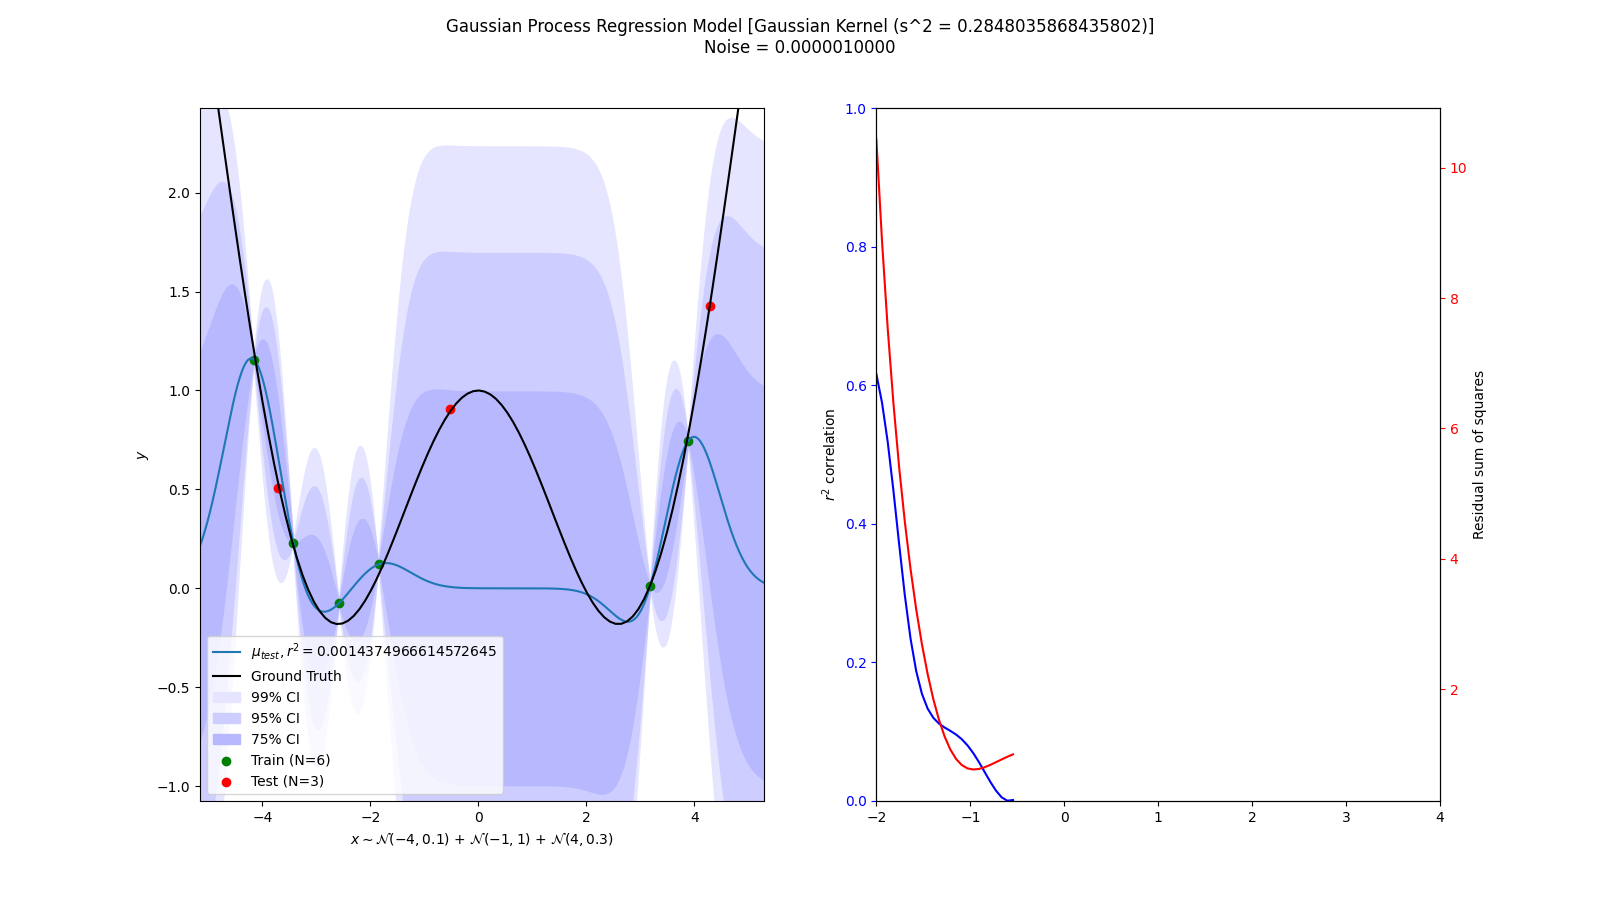 Gaussian Process Regression Model [Gaussian Kernel (s^2 = 0.2848035868435802)]
Noise = 0.0000010000
2.0
1.5
1.0
0.5
0.0
−0.5
−1.0
y
−4
−2
0
2
4
x ~ 𝒩(−4, 0.1) + 𝒩(−1, 1) + 𝒩(4, 0.3)
μ_test, r² = 0.0014374966614572645
Ground Truth
99% CI
95% CI
75% CI
Train (N=6)
Test (N=3)
1.0
0.8
0.6
0.4
0.2
0.0
r² correlation
−2
−1
0
1
2
3
4
10
8
6
4
2
Residual sum of squares